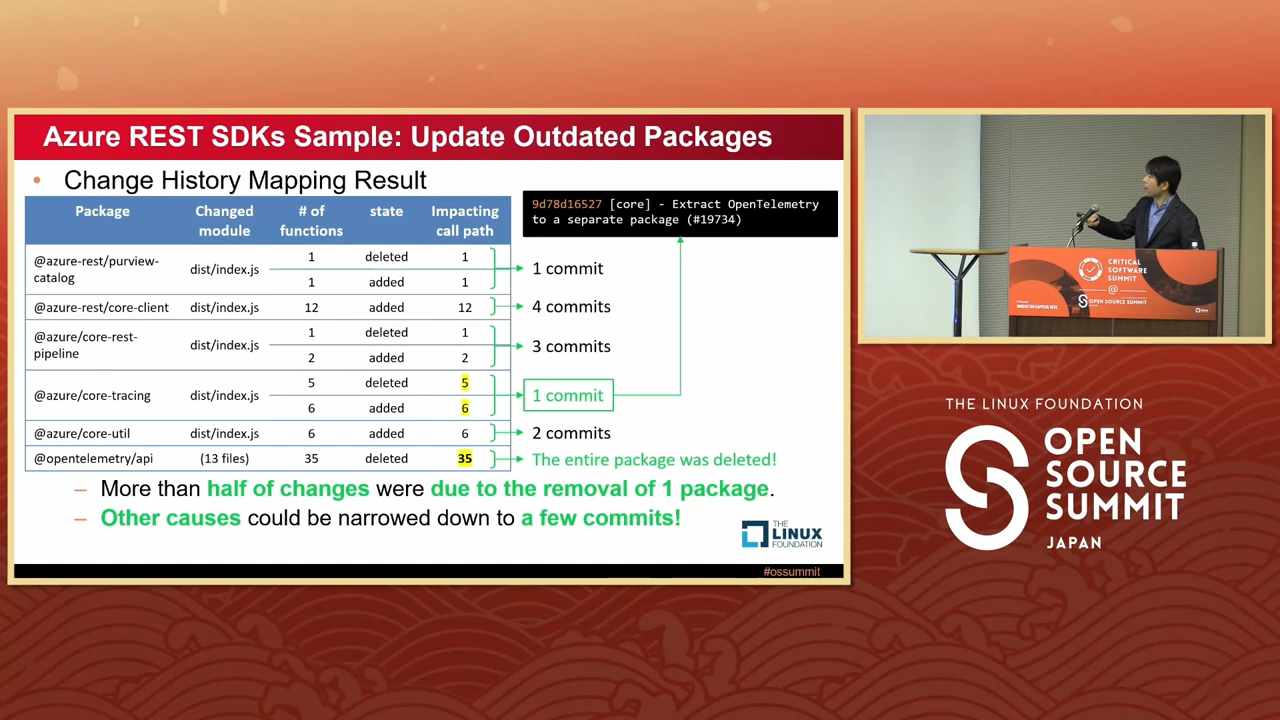 Azure REST SDKs Sample: Update Outdated Packages
• Change History Mapping Result
Package Changed module # of functions state Impacting call path
@azure-rest/purview-catalog dist/index.js 1 deleted 1
1 added 1
1 commit
@azure-rest/core-client dist/index.js 12 added 12
4 commits
@azure/core-rest-pipeline dist/index.js 1 deleted 1
2 added 2
3 commits
@azure/core-tracing dist/index.js 5 deleted 5
6 added 6
1 commit
@azure/core-util dist/index.js 6 added 6
2 commits
@opentelemetry/api (13 files) 35 deleted 35
The entire package was deleted!
9d78d16527 [core] - Extract OpenTelemetry
to a separate package (#19734)
– More than half of changes were due to the removal of 1 package.
– Other causes could be narrowed down to a few commits!
THE
LINUX
FOUNDATION
#ossummit
CRITICAL
SOFTWARE
SUMMIT
@
OPEN SOURCE SUMMIT
THE LINUX FOUNDATION
OPEN
SOURCE
SUMMIT
JAPAN